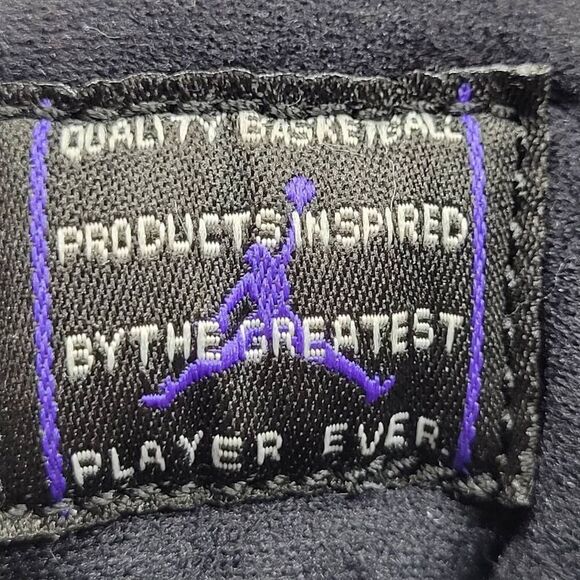 QUALITY BASKETBALL
PRODUCTS INSPIRED
BY THE GREATEST
PLAYER EVER.